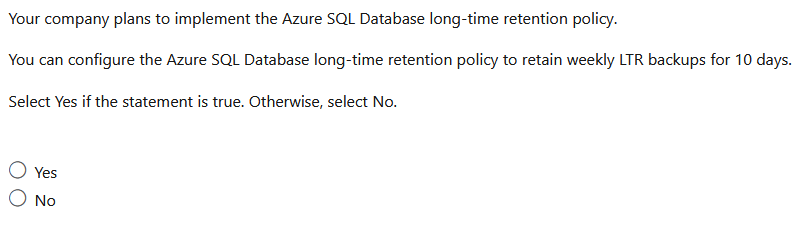 Your company plans to implement the Azure SQL Database long-time retention policy.
You can configure the Azure SQL Database long-time retention policy to retain weekly LTR backups for 10 days.
Select Yes if the statement is true. Otherwise, select No.
Yes
No